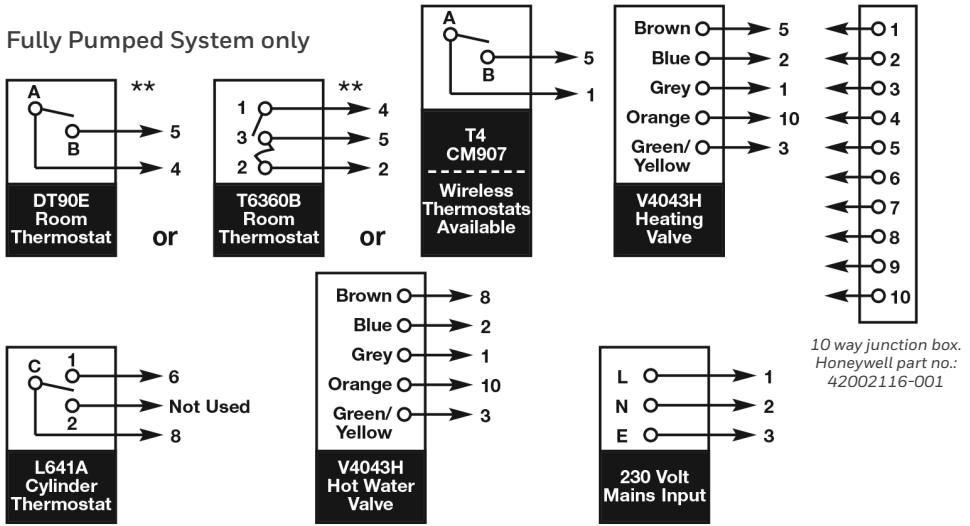 Fully Pumped System only
A
B
**
5
4
DT90E
Room
Thermostat
or
1
3
2
**
4
5
2
T6360B
Room
Thermostat
or
A
B
5
1
T4
CM907
Wireless
Thermostats
Available
Brown 5
Blue 2
Grey 1
Orange 10
Green/
Yellow 3
V4043H
Heating
Valve
1
2
3
4
5
6
7
8
9
10
10 way junction box.
Honeywell part no.:
42002116-001
C
1
2
6
Not Used
8
L641A
Cylinder
Thermostat
Brown 8
Blue 2
Grey 1
Orange 10
Green/
Yellow 3
V4043H
Hot Water
Valve
L 1
N 2
E 3
230 Volt
Mains Input